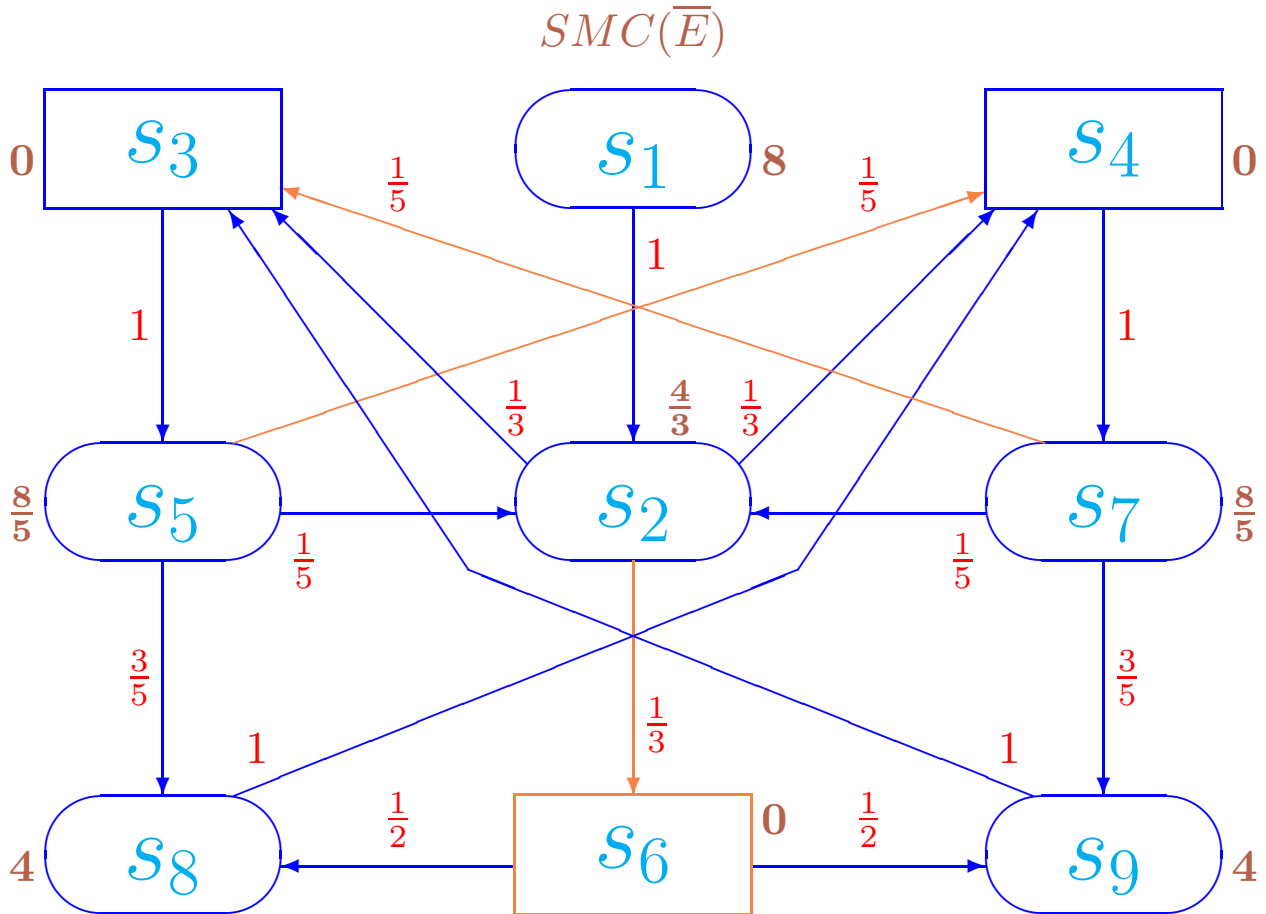 SMC(\overline{E})
0 s₃ s₁ 8 s₄ 0
1/5 1/5
1
1 1
1/3 4/3 1/3
8/5 s₅ s₂ s₇ 8/5
1/5 1/5
3/5 3/5
1/3
1 1
1/2 0 1/2
4 s₈ s₆ s₉ 4